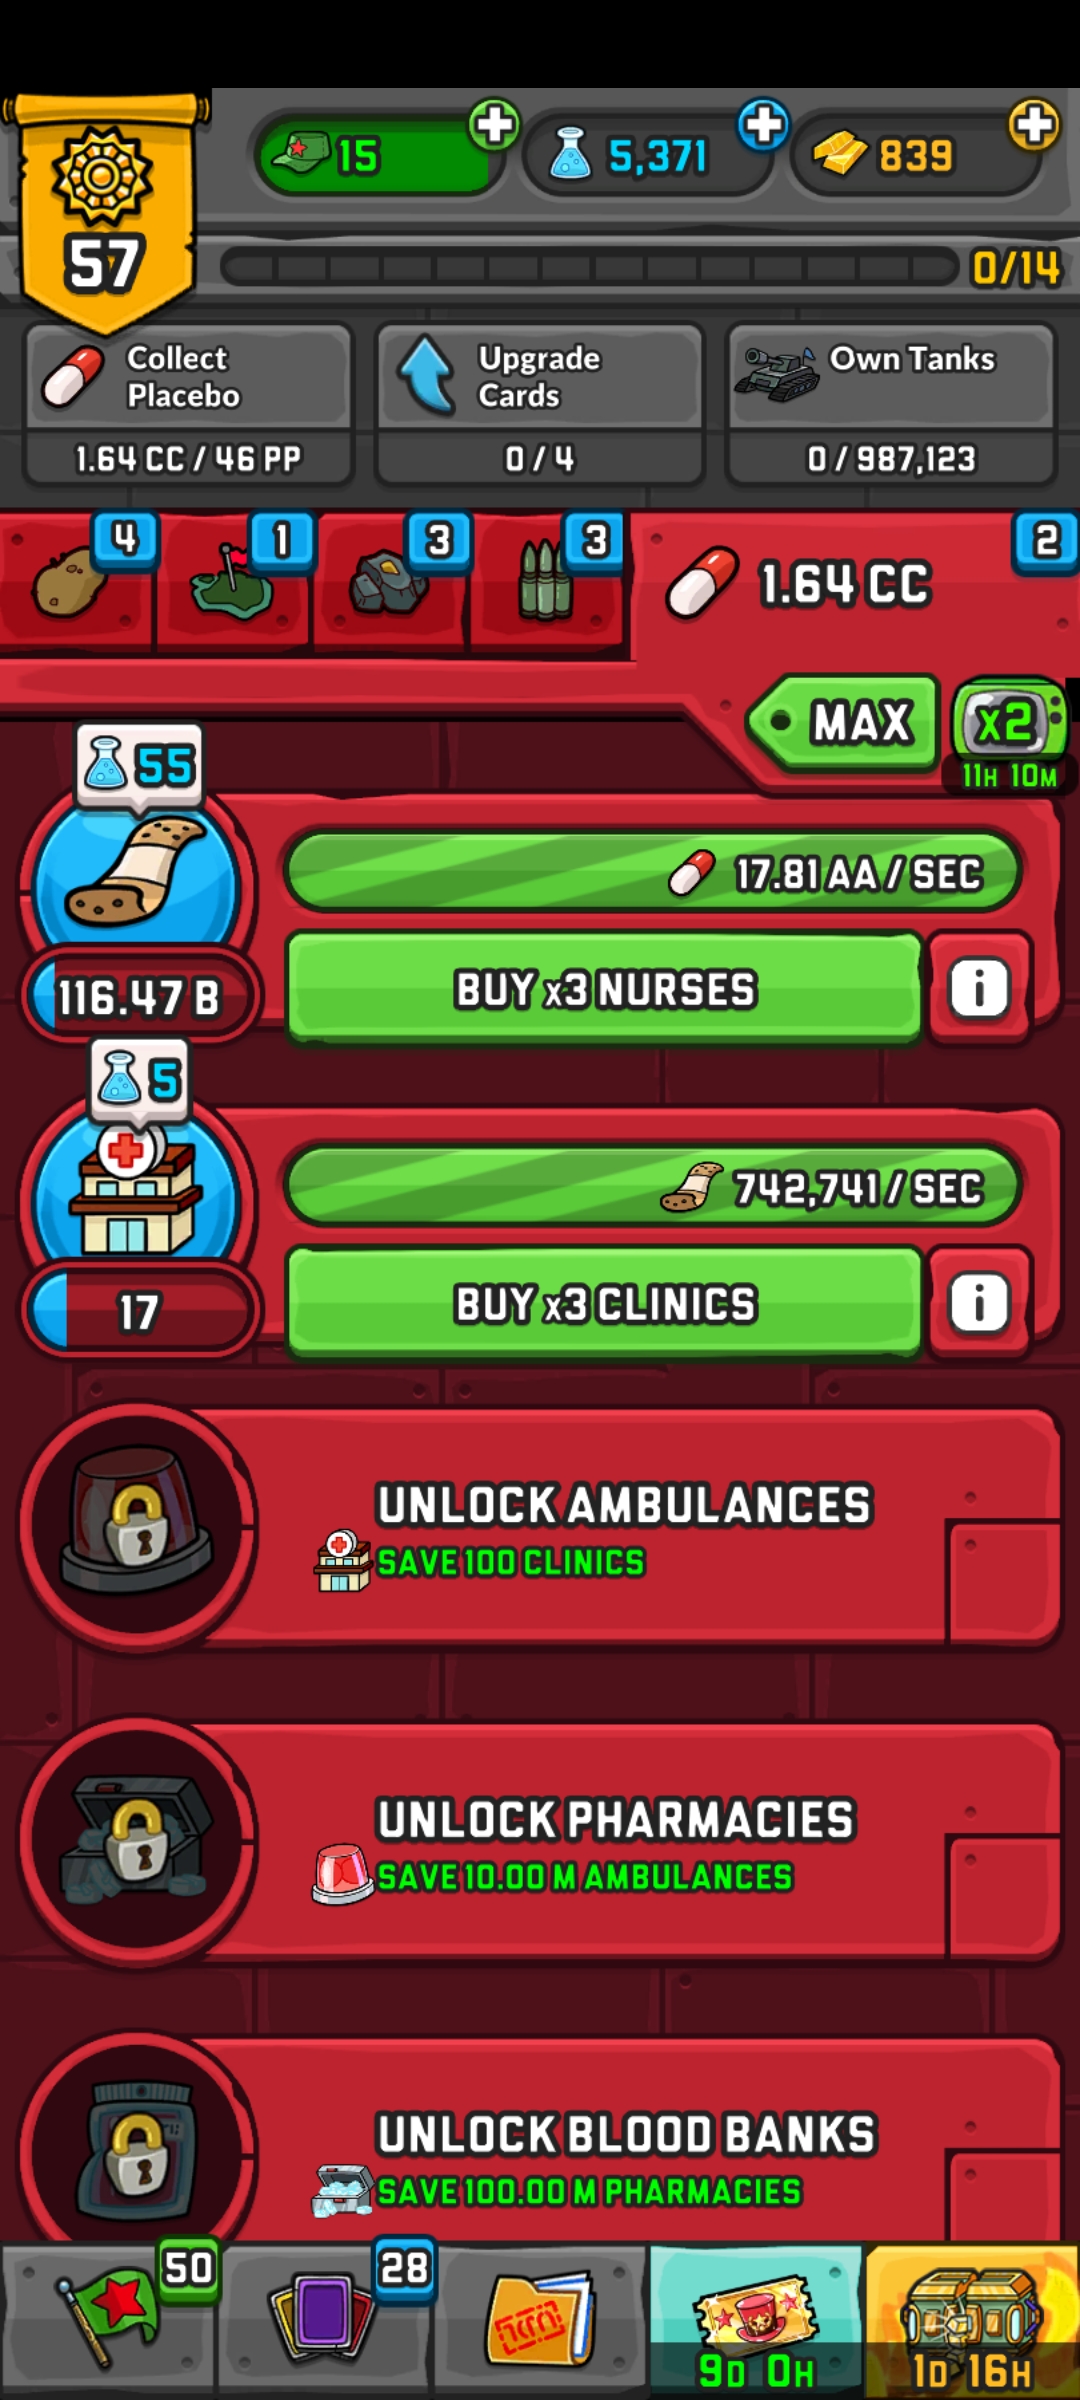 15
5,371
839
57
0/14
Collect
Placebo
1.64 CC / 46 PP
Upgrade
Cards
0 / 4
Own Tanks
0 / 987,123
4
1
3
3
1.64 CC
2
MAX
x2
11H 10M
55
17.81 AA / SEC
116.47 B
BUY x3 NURSES
i
5
742,741 / SEC
17
BUY x3 CLINICS
i
UNLOCK AMBULANCES
SAVE 100 CLINICS
UNLOCK PHARMACIES
SAVE 10.00 M AMBULANCES
UNLOCK BLOOD BANKS
SAVE 100.00 M PHARMACIES
50
28
9D 0H
1D 16H